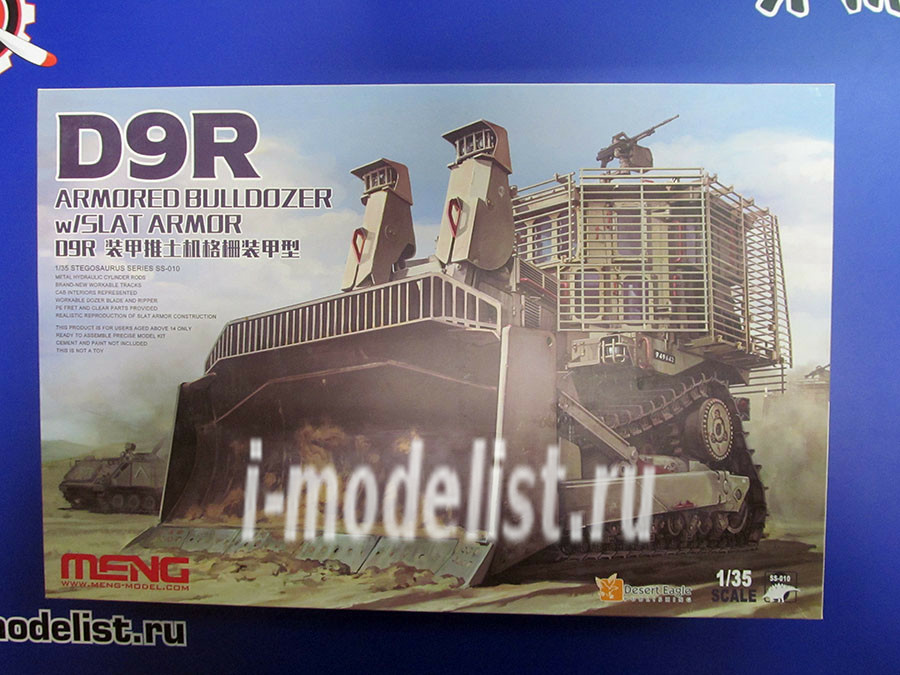 D9R
ARMORED BULLDOZER
w/SLAT ARMOR
D9R 装甲推土机格栅装甲型
1/35 STEGOSAURUS SERIES SS-010
METAL HYDRAULIC CYLINDER RODS
BRAND-NEW WORKABLE TRACKS
CAB INTERIORS REPRESENTED
WORKABLE DOZER BLADE AND RIPPER
PE FRET AND CLEAR PARTS PROVIDED
REALISTIC REPRODUCTION OF SLAT ARMOR CONSTRUCTION
THIS PRODUCT IS FOR USERS AGED ABOVE 14 ONLY
READY TO ASSEMBLE PRECISE MODEL KIT
CEMENT AND PAINT NOT INCLUDED
THIS IS NOT A TOY
i-modelist.ru
MENG
WWW.MENG-MODEL.COM
Desert Eagle
PUBLISHING
1/35
SCALE
SS-010
modelist.ru